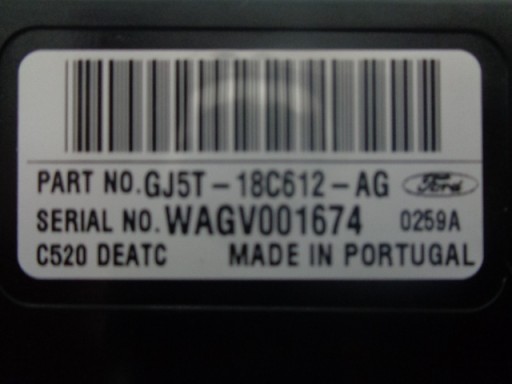 PART NO.GJ5T-18C612-AG Ford
SERIAL NO.WAGV001674 0259A
C520 DEATC MADE IN PORTUGAL